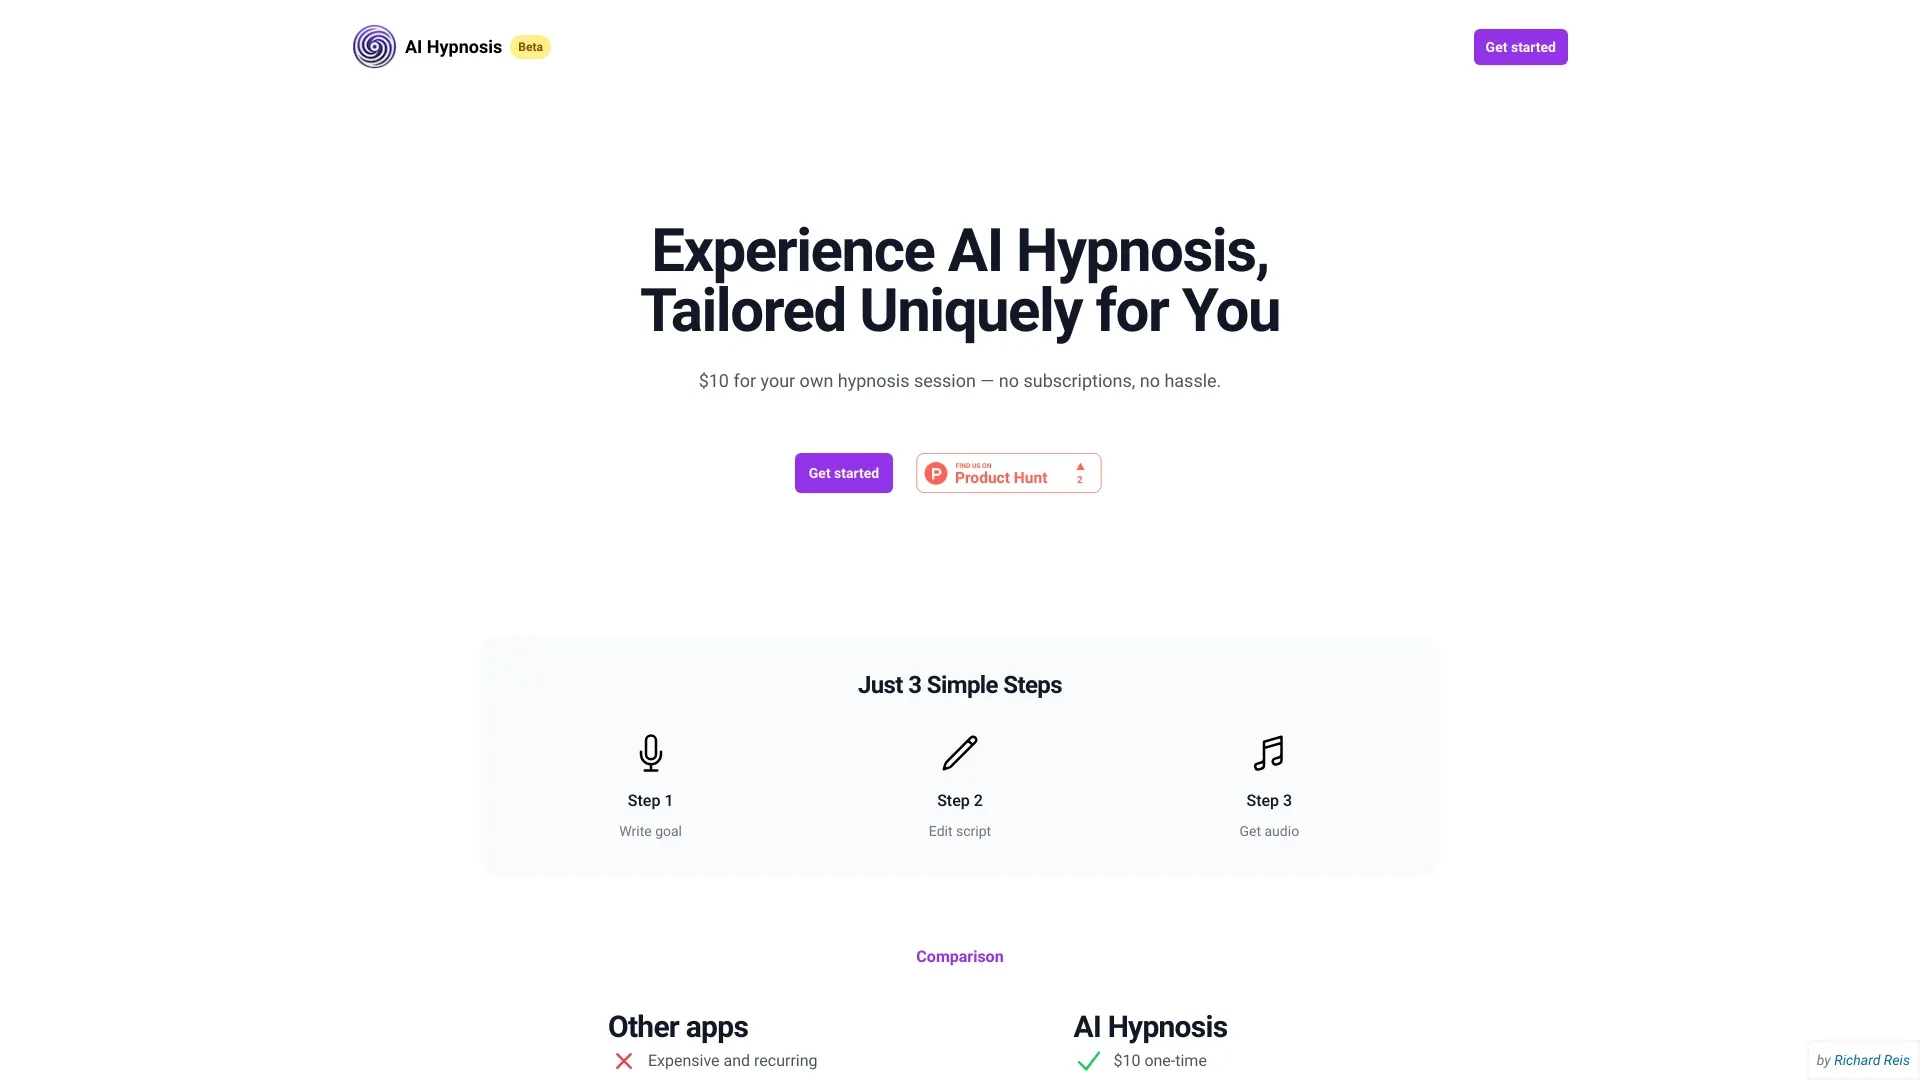 AI Hypnosis Beta
Get started
Experience AI Hypnosis,
Tailored Uniquely for You
$10 for your own hypnosis session — no subscriptions, no hassle.
Get started
P
FIND US ON
Product Hunt
2
Just 3 Simple Steps
Step 1
Write goal
Step 2
Edit script
Step 3
Get audio
Comparison
Other apps
Expensive and recurring
AI Hypnosis
$10 one-time
by Richard Reis